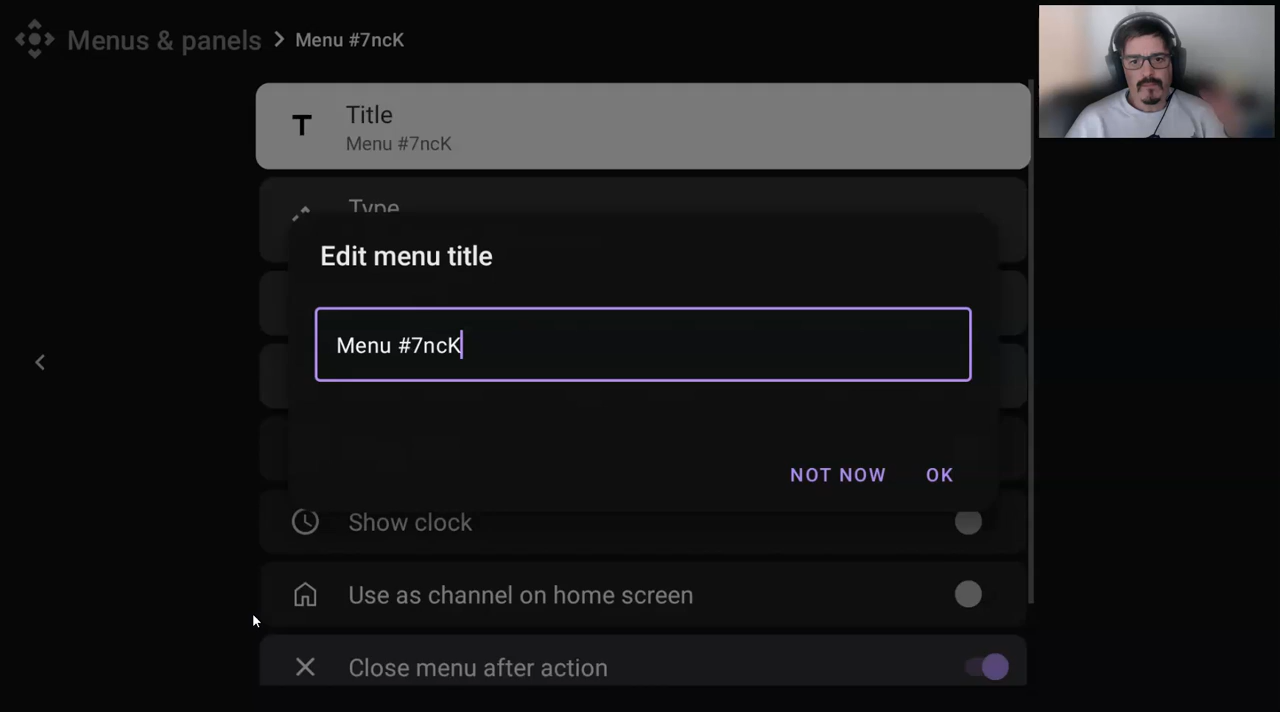 Menus & panels > Menu #7ncK
Title
Menu #7ncK
Type
Edit menu title
Menu #7ncK
NOT NOW OK
Show clock
Use as channel on home screen
Close menu after action